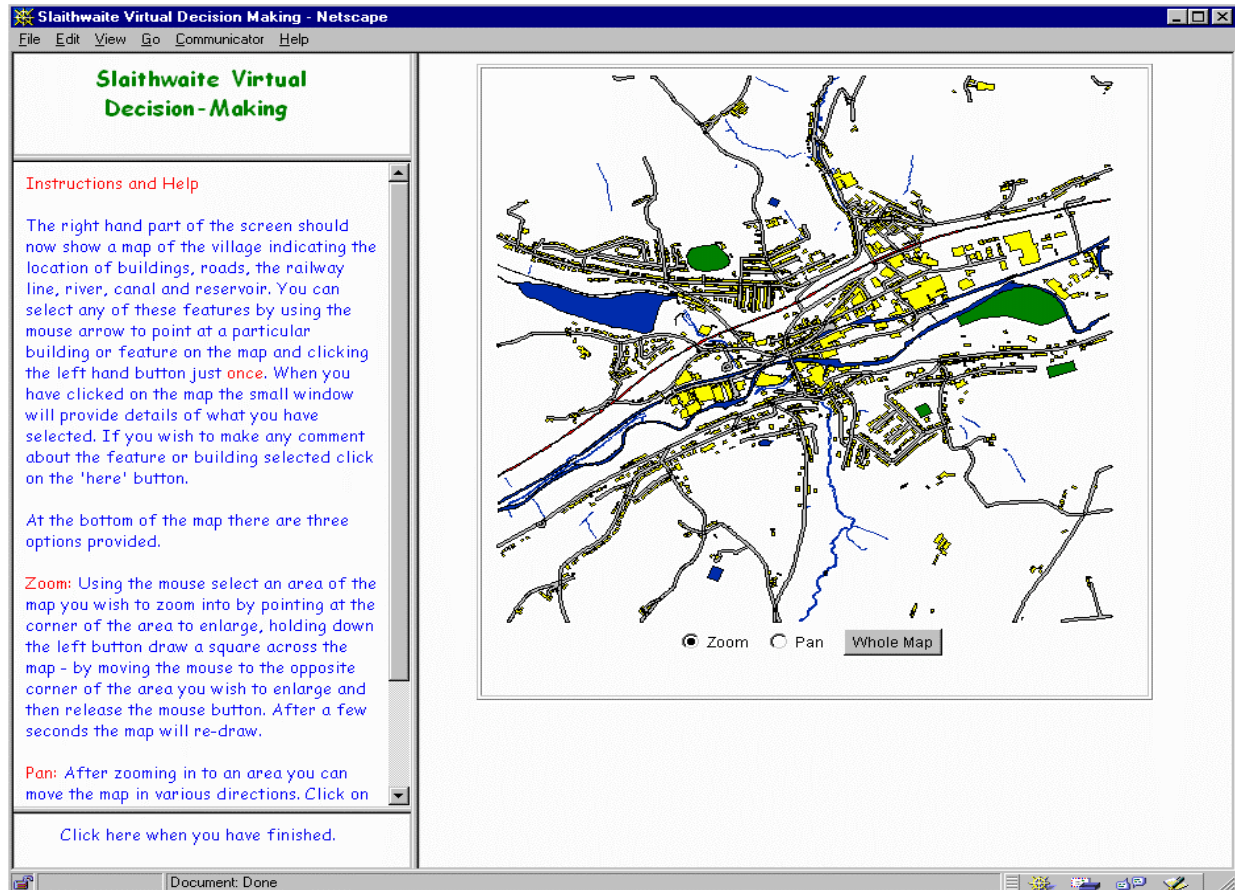 Slaithwaite Virtual Decision Making - Netscape
File Edit View Go Communicator Help
Slaithwaite Virtual
Decision-Making
Instructions and Help
The right hand part of the screen should
now show a map of the village indicating the
location of buildings, roads, the railway
line, river, canal and reservoir. You can
select any of these features by using the
mouse arrow to point at a particular
building or feature on the map and clicking
the left hand button just once. When you
have clicked on the map the small window
will provide details of what you have
selected. If you wish to make any comment
about the feature or building selected click
on the 'here' button.
At the bottom of the map there are three
options provided.
Zoom: Using the mouse select an area of the
map you wish to zoom into by pointing at the
corner of the area to enlarge, holding down
the left button draw a square across the
map - by moving the mouse to the opposite
corner of the area you wish to enlarge and
then release the mouse button. After a few
seconds the map will re-draw.
Pan: After zooming in to an area you can
move the map in various directions. Click on
Click here when you have finished.
Zoom Pan Whole Map
Document: Done